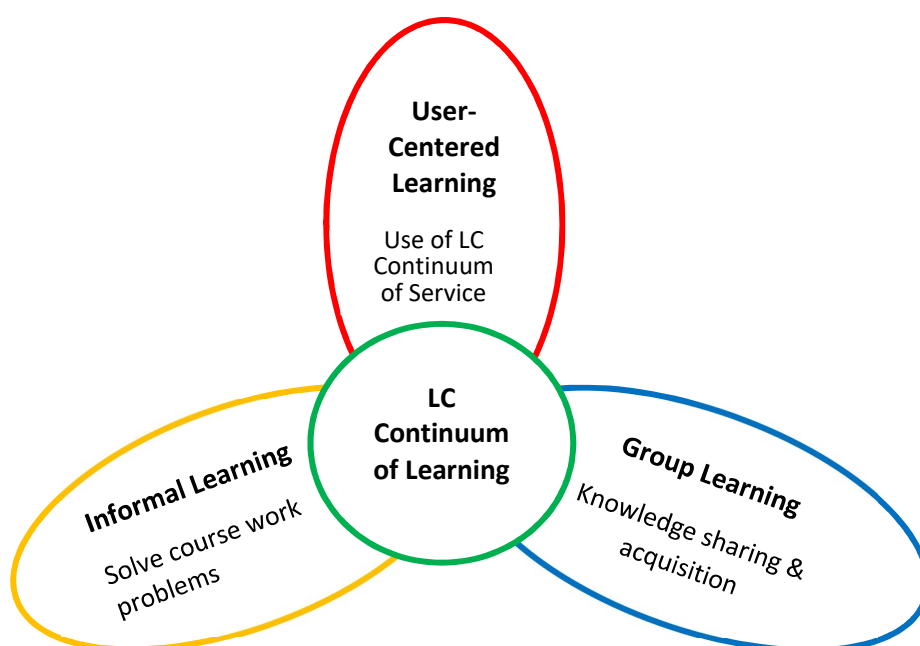 User-
Centered
Learning
Use of LC
Continuum
of Service
LC
Continuum
of Learning
Informal Learning
Solve course work
problems
Group Learning
Knowledge sharing &
acquisition